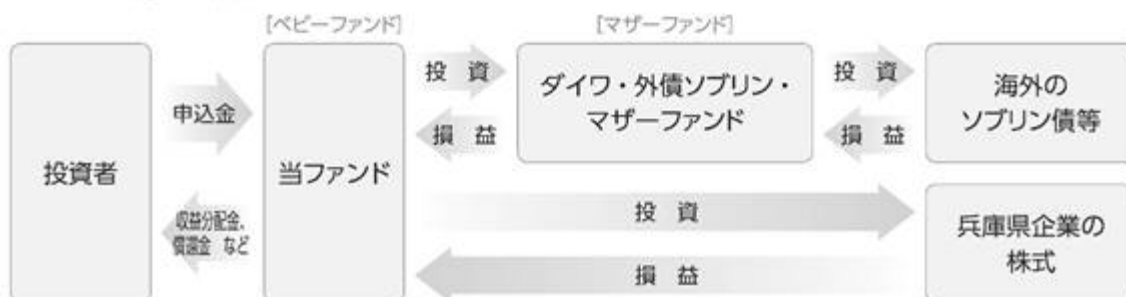 [ベビーファンド]
[マザーファンド]
投資者
申込金
収益分配金、
償還金 など
当ファンド
投 資
損 益
ダイワ・外債ソブリン・
マザーファンド
投 資
損 益
海外の
ソブリン債等
投 資
損 益
兵庫県企業の
株式